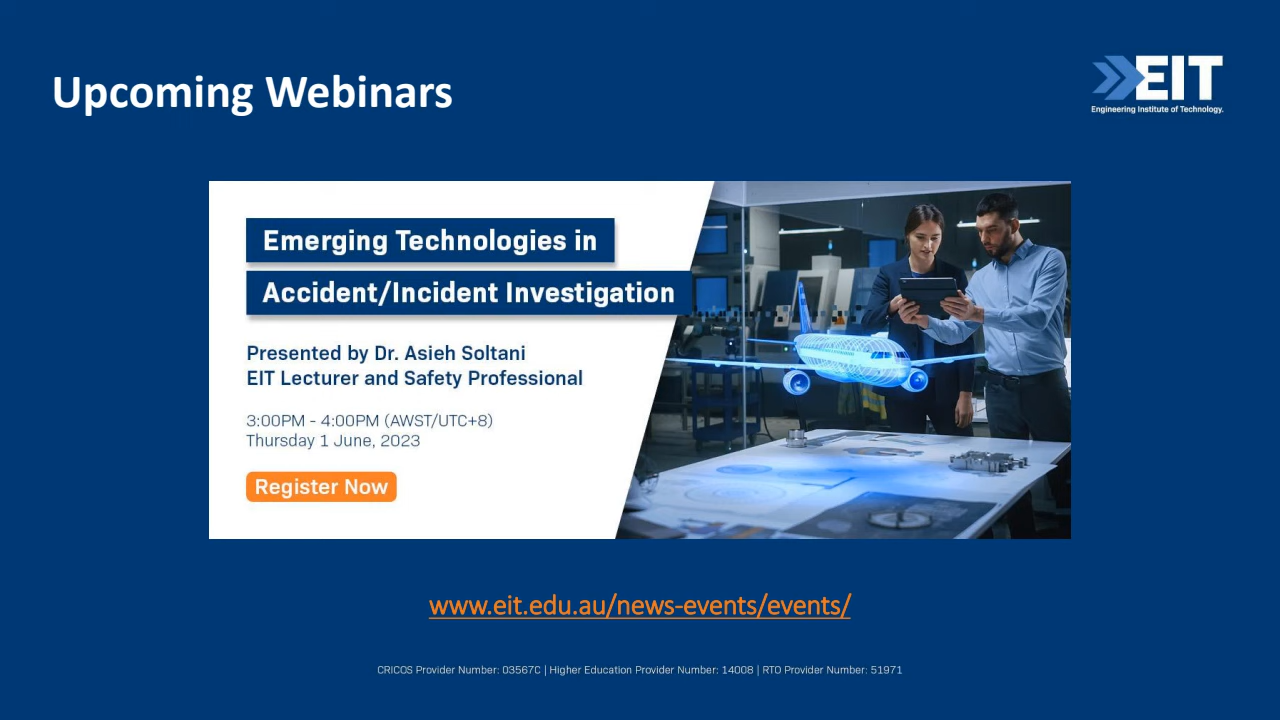 Upcoming Webinars
EIT
Engineering Institute of Technology.
Emerging Technologies in
Accident/Incident Investigation
Presented by Dr. Asieh Soltani
EIT Lecturer and Safety Professional
3:00PM - 4:00PM (AWST/UTC+8)
Thursday 1 June, 2023
Register Now
www.eit.edu.au/news-events/events/
CRICOS Provider Number: 03567C | Higher Education Provider Number: 14008 | RTO Provider Number: 51971